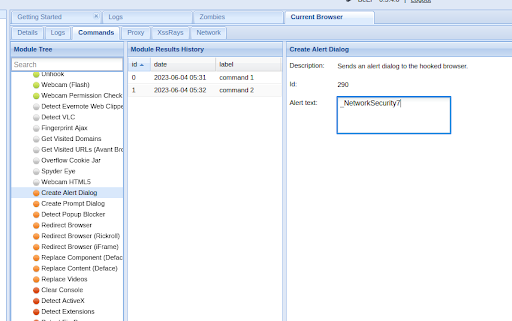 Logout
Getting Started
Logs
Zombies
Current Browser
Details
Logs
Commands
Proxy
XssRays
Network
Module Tree
Module Results History
Create Alert Dialog
Search
id
date
label
Description:
Sends an alert dialog to the hooked browser.
Unhook
0
2023-06-04 05:31
command 1
Webcam (Flash)
Id:
290
Webcam Permission Check
1
2023-06-04 05:32
command 2
Detect Evernote Web Clippe
Alert text:
_NetworkSecurity7
Detect VLC
Fingerprint Ajax
Get Visited Domains
Get Visited URLs (Avant Bro
Overflow Cookie Jar
Spyder Eye
Webcam HTML5
Create Alert Dialog
Create Prompt Dialog
Detect Popup Blocker
Redirect Browser
Redirect Browser (Rickroll)
Redirect Browser (iFrame)
Replace Component (Deface
Replace Content (Deface)
Replace Videos
Clear Console
Detect ActiveX
Detect Extensions